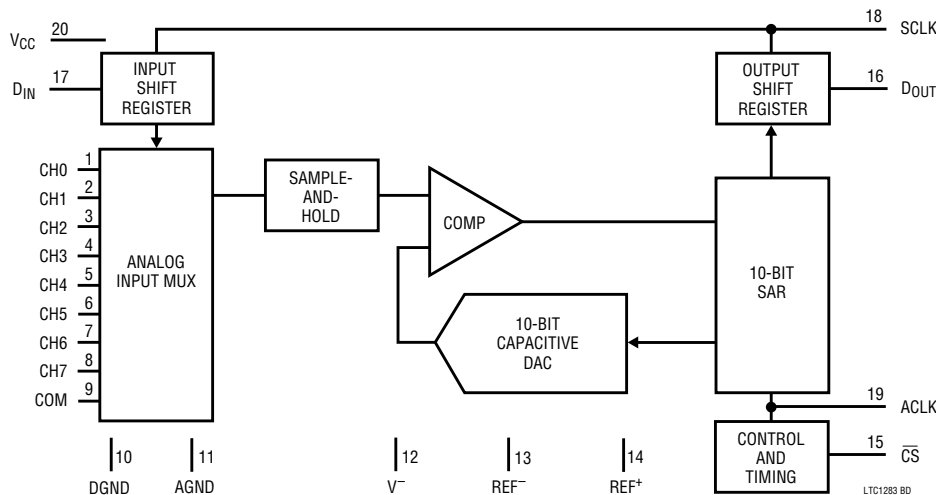 VCC 20
18 SCLK
DIN 17
INPUT
SHIFT
REGISTER
OUTPUT
SHIFT
REGISTER
16 DOUT
CH0 1
CH1 2
CH2 3
CH3 4
CH4 5
CH5 6
CH6 7
CH7 8
COM 9
ANALOG
INPUT MUX
SAMPLE-
AND-
HOLD
COMP
10-BIT
CAPACITIVE
DAC
10-BIT
SAR
19 ACLK
CONTROL
AND
TIMING
15 C̅S̅
10
DGND
11
AGND
12
V⁻
13
REF⁻
14
REF⁺
LTC1283 BD